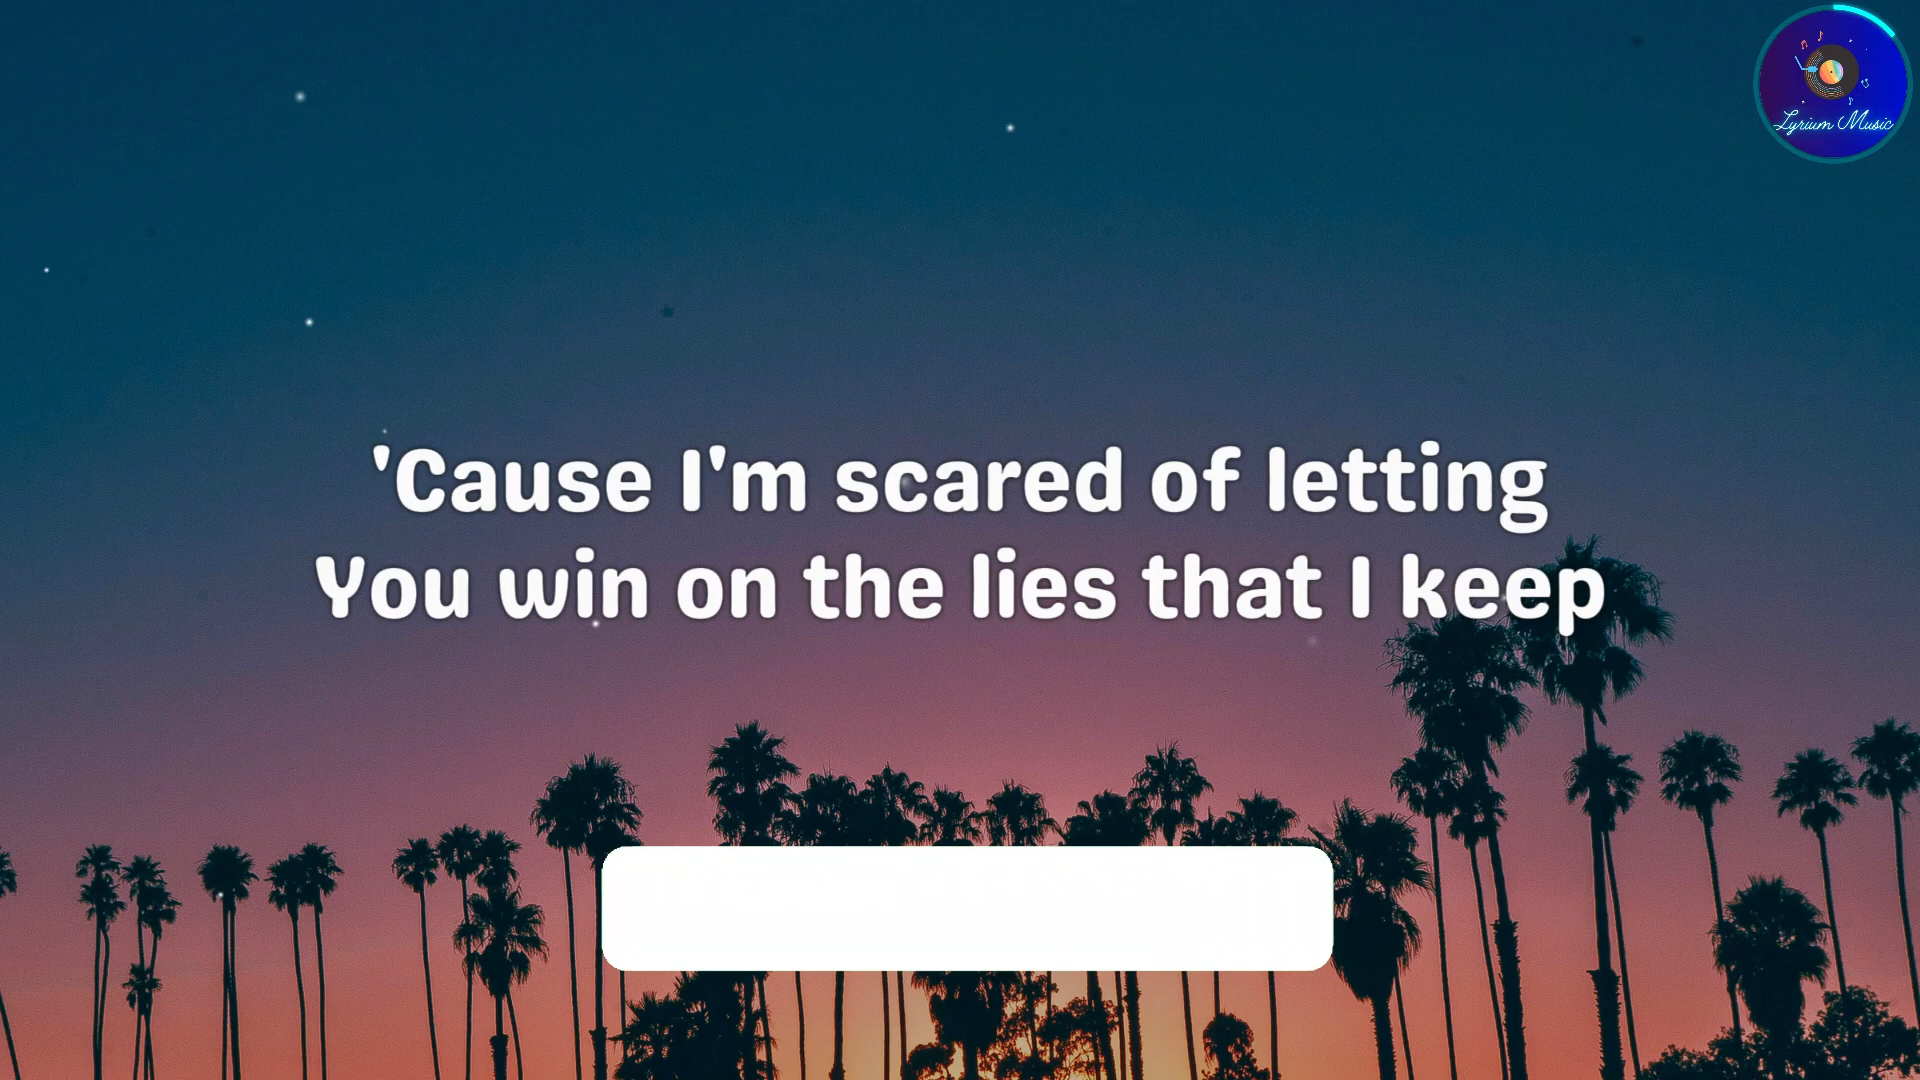 Lyrium Music
'Cause I'm scared of letting
You win on the lies that I keep